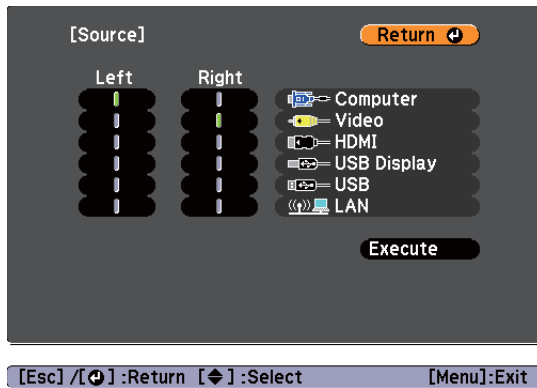 [Source] Return
Left Right
Computer
Video
HDMI
USB Display
USB
LAN
Execute
[Esc] /[ ] :Return [ ] :Select [Menu]:Exit